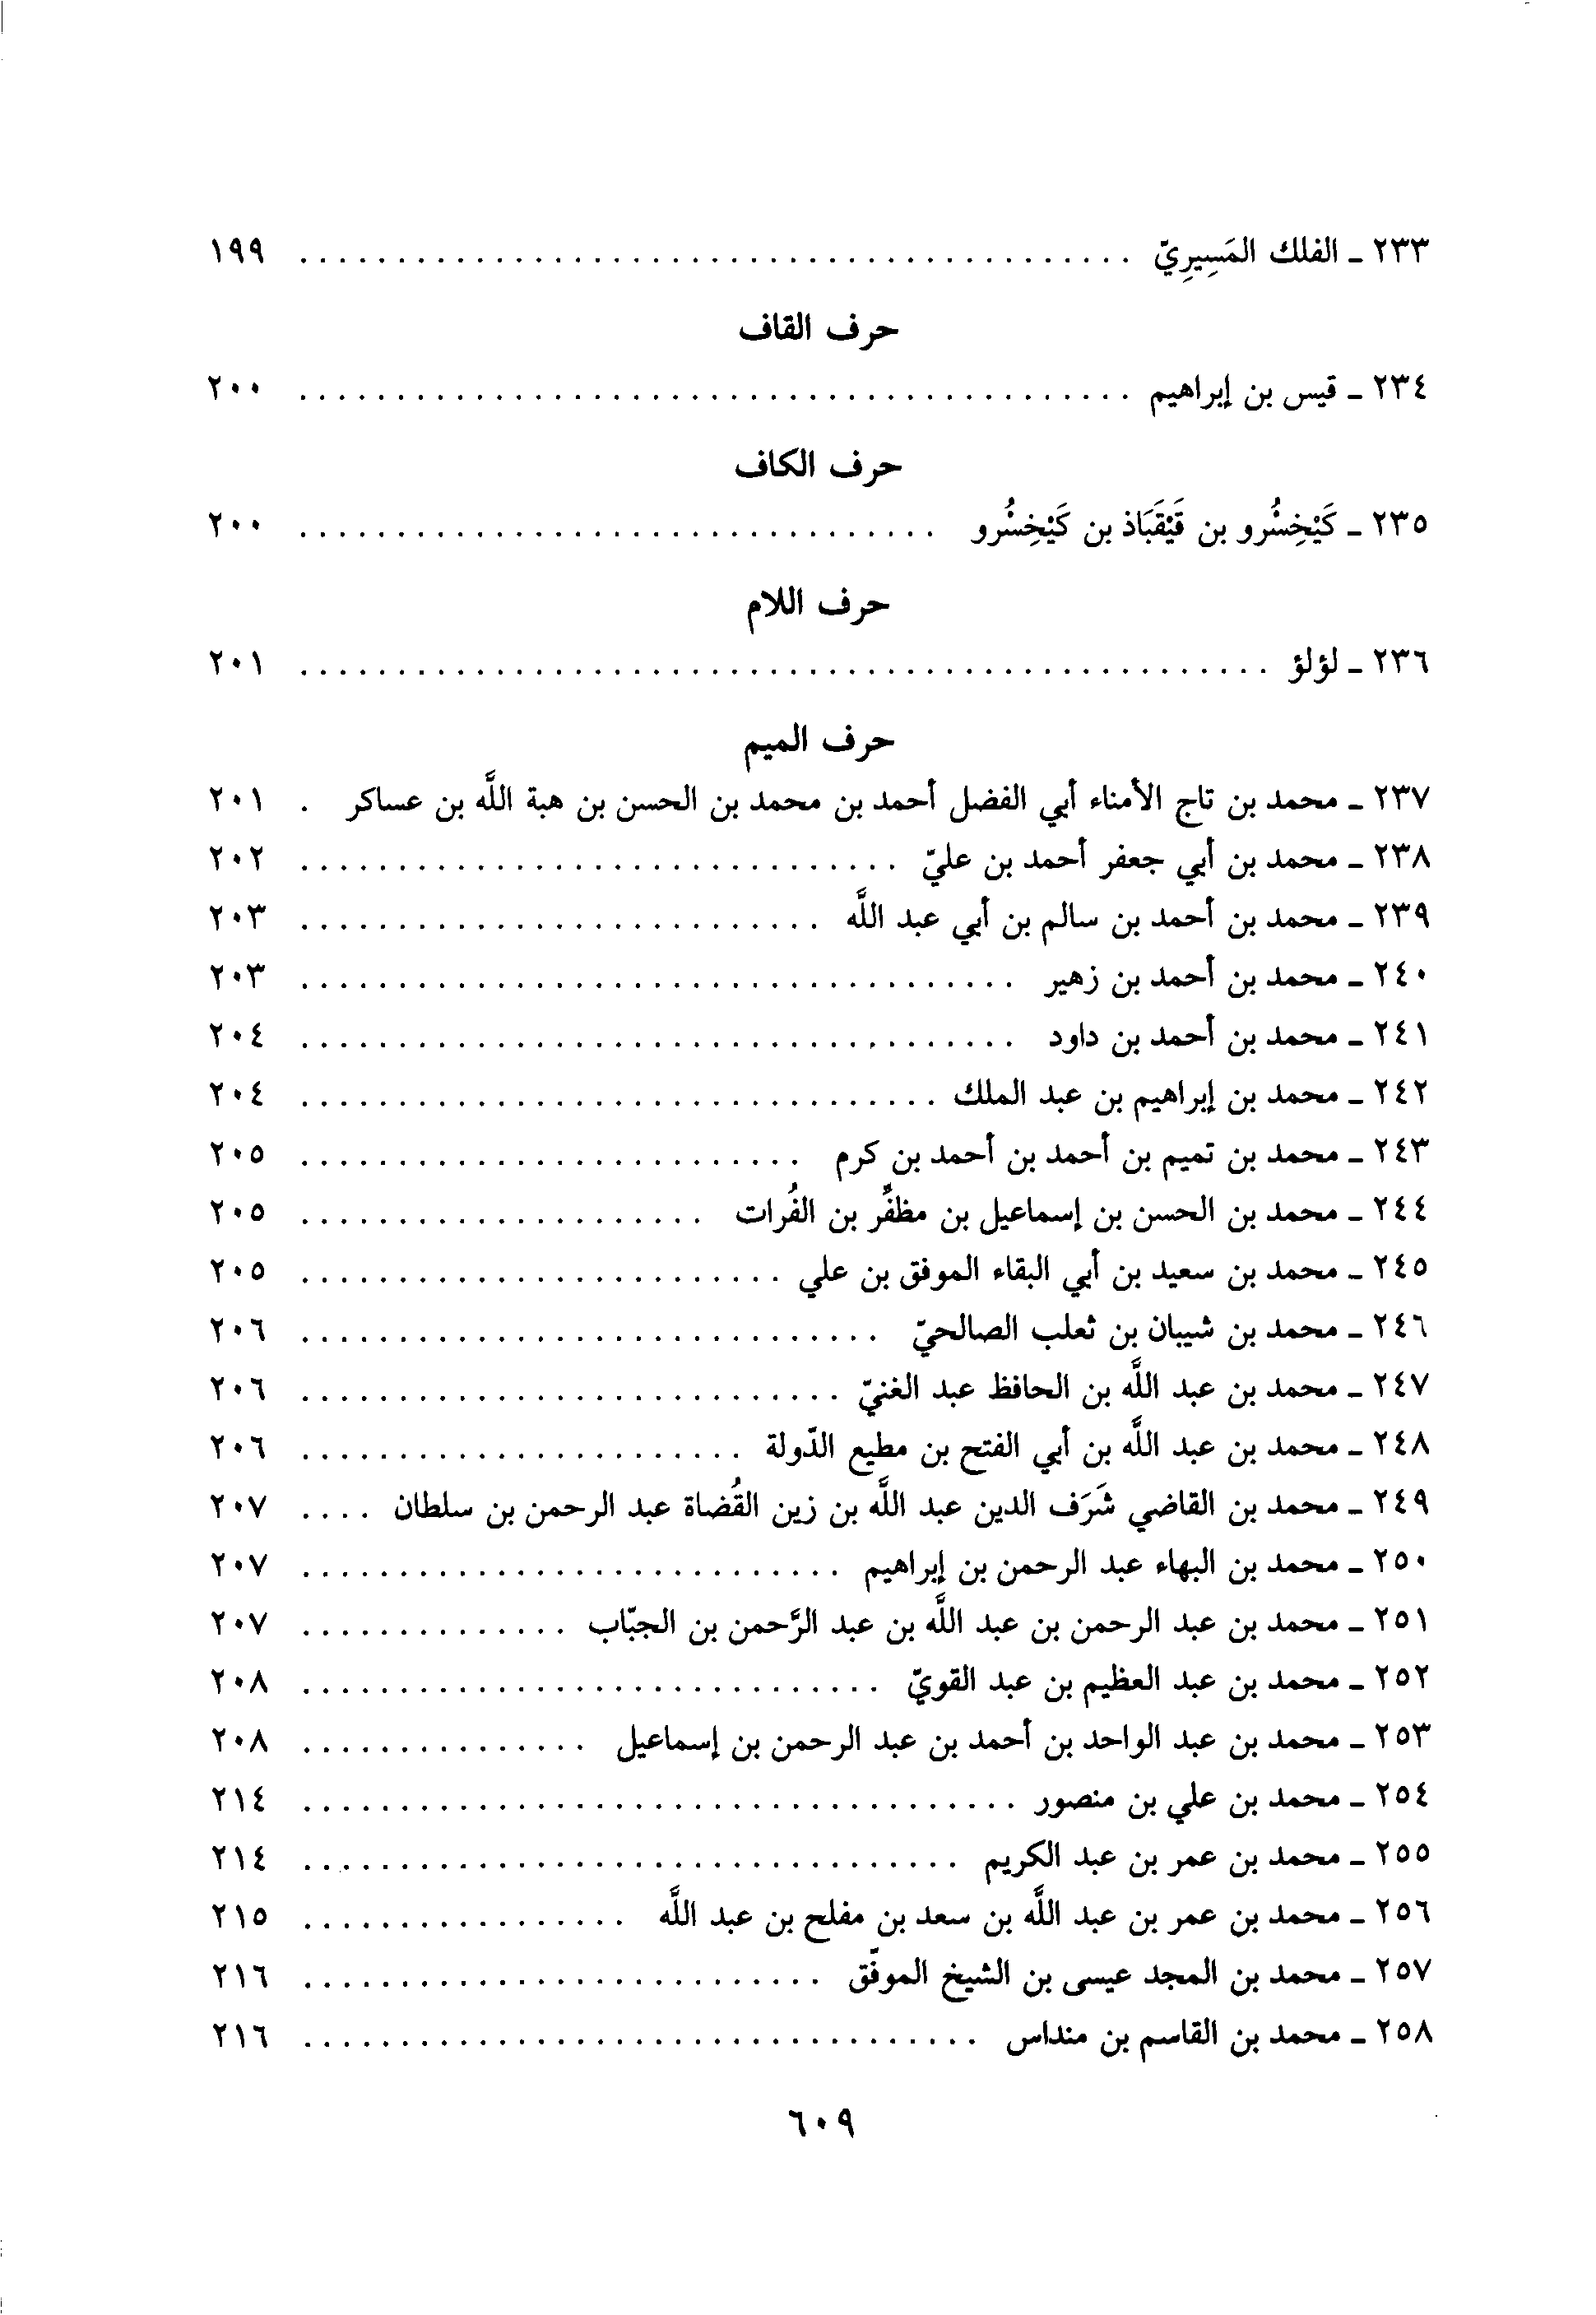 ٢٣٣ ـ الفلك المَسِيرِيّ . . . . . . . . . . . . . . . . . . . . ١٩٩
حرف القاف
٢٣٤ ـ قيس بن إبراهيم . . . . . . . . . . . . . . . . . . . . ٢٠٠
حرف الكاف
٢٣٥ ـ كَيْخِسْرُو بن قَيْقَبَاذ بن كَيْخِسْرُو . . . . . . . . . . . . . . . . . . . . ٢٠٠
حرف اللام
٢٣٦ ـ لؤلؤ . . . . . . . . . . . . . . . . . . . . ٢٠١
حرف الميم
٢٣٧ ـ محمد بن تاج الأمناء أبي الفضل أحمد بن محمد بن الحسن بن هبة اللَّه بن عساكر . ٢٠١
٢٣٨ ـ محمد بن أبي جعفر أحمد بن عليّ . . . . . . . . . . . . . . . . . . . . ٢٠٢
٢٣٩ ـ محمد بن أحمد بن سالم بن أبي عبد اللَّه . . . . . . . . . . . . . . . . . . . . ٢٠٣
٢٤٠ ـ محمد بن أحمد بن زهير . . . . . . . . . . . . . . . . . . . . ٢٠٣
٢٤١ ـ محمد بن أحمد بن داود . . . . . . . . . . . . . . . . . . . . ٢٠٤
٢٤٢ ـ محمد بن إبراهيم بن عبد الملك . . . . . . . . . . . . . . . . . . . . ٢٠٤
٢٤٣ ـ محمد بن تميم بن أحمد بن أحمد بن كرم . . . . . . . . . . . . . . . . . . . . ٢٠٥
٢٤٤ ـ محمد بن الحسن بن إسماعيل بن مظفَّر بن الفُرات . . . . . . . . . . . . . . . . . . . . ٢٠٥
٢٤٥ ـ محمد بن سعيد بن أبي البقاء الموفق بن علي . . . . . . . . . . . . . . . . . . . . ٢٠٥
٢٤٦ ـ محمد بن شيبان بن ثعلب الصالحيّ . . . . . . . . . . . . . . . . . . . . ٢٠٦
٢٤٧ ـ محمد بن عبد اللَّه بن الحافظ عبد الغنيّ . . . . . . . . . . . . . . . . . . . . ٢٠٦
٢٤٨ ـ محمد بن عبد اللَّه بن أبي الفتح بن مطيع الدّولة . . . . . . . . . . . . . . . . . . . . ٢٠٦
٢٤٩ ـ محمد بن القاضي شَرَف الدين عبد اللَّه بن زين القُضاة عبد الرحمن بن سلطان . . . . ٢٠٧
٢٥٠ ـ محمد بن البهاء عبد الرحمن بن إبراهيم . . . . . . . . . . . . . . . . . . . . ٢٠٧
٢٥١ ـ محمد بن عبد الرحمن بن عبد اللَّه بن عبد الرَّحمن بن الجبّاب . . . . . . . . . . . . . . ٢٠٧
٢٥٢ ـ محمد بن عبد العظيم بن عبد القويّ . . . . . . . . . . . . . . . . . . . . ٢٠٨
٢٥٣ ـ محمد بن عبد الواحد بن أحمد بن عبد الرحمن بن إسماعيل . . . . . . . . . . . . . . . ٢٠٨
٢٥٤ ـ محمد بن علي بن منصور . . . . . . . . . . . . . . . . . . . . ٢١٤
٢٥٥ ـ محمد بن عمر بن عبد الكريم . . . . . . . . . . . . . . . . . . . . ٢١٤
٢٥٦ ـ محمد بن عمر بن عبد اللَّه بن سعد بن مفلح بن عبد اللَّه . . . . . . . . . . . . . . . . . ٢١٥
٢٥٧ ـ محمد بن المجد عيسى بن الشيخ الموفّق . . . . . . . . . . . . . . . . . . . . ٢١٦
٢٥٨ ـ محمد بن القاسم بن منداس . . . . . . . . . . . . . . . . . . . . ٢١٦
٦٠٩